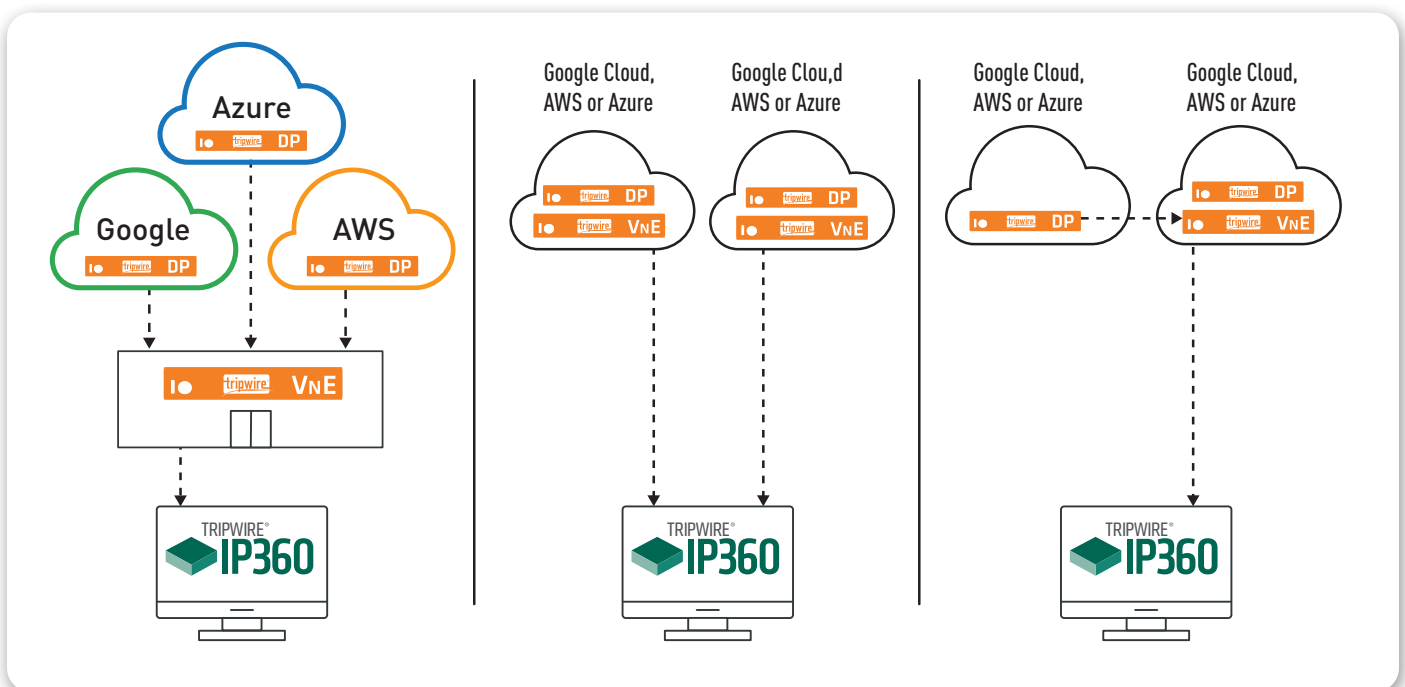 Azure
tripwire DP
Google
tripwire DP
AWS
tripwire DP
tripwire VNE
TRIPWIRE®
IP360
Google Cloud,
AWS or Azure
tripwire DP
tripwire VNE
Google Clou,d
AWS or Azure
tripwire DP
tripwire VNE
TRIPWIRE®
IP360
Google Cloud,
AWS or Azure
tripwire DP
Google Cloud,
AWS or Azure
tripwire DP
tripwire VNE
TRIPWIRE®
IP360